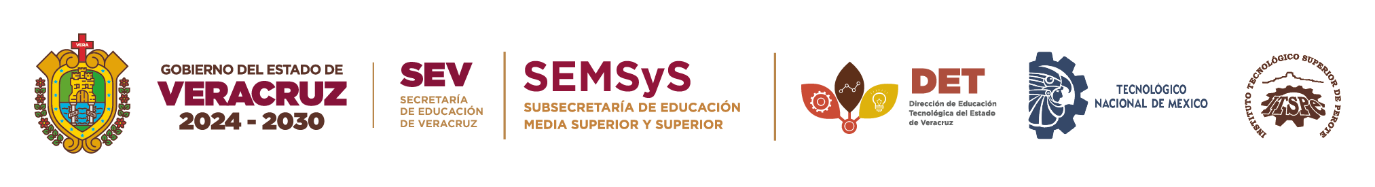 VERA
GOBIERNO DEL ESTADO DE
VERACRUZ
2024 - 2030
SEV
SECRETARÍA
DE EDUCACIÓN
DE VERACRUZ
SEMSyS
SUBSECRETARÍA DE EDUCACIÓN
MEDIA SUPERIOR Y SUPERIOR
DET
Dirección de Educación
Tecnológica del Estado
de Veracruz
TECNOLÓGICO
NACIONAL DE MEXICO
INSTITUTO TECNOLÓGICO SUPERIOR DE PEROTE
ITSPe